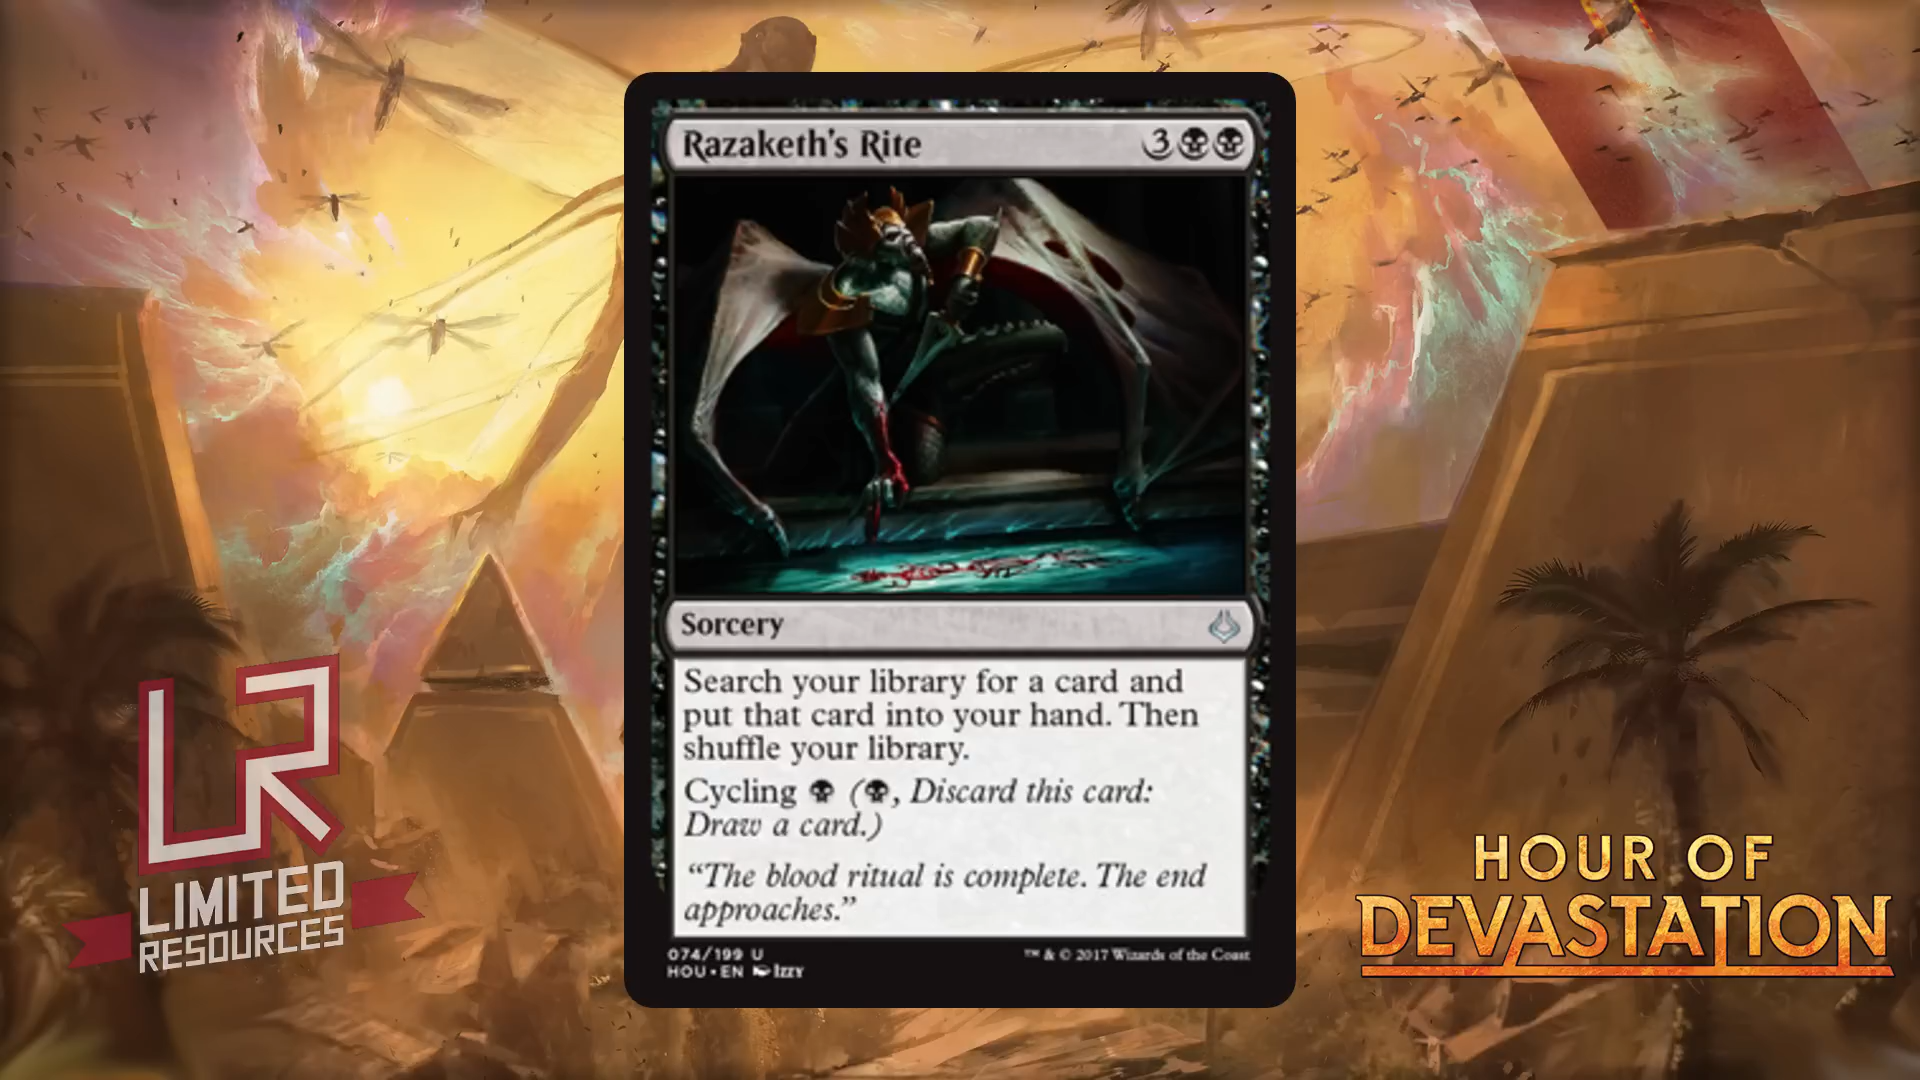 Razaketh's Rite 3
Sorcery
Search your library for a card and
put that card into your hand. Then
shuffle your library.
Cycling (, Discard this card:
Draw a card.)
“The blood ritual is complete. The end
approaches.”
074/199 U
HOU • EN Izzy
™ & © 2017 Wizards of the Coast
LR
LIMITED
RESOURCES
HOUR OF
DEVASTATION